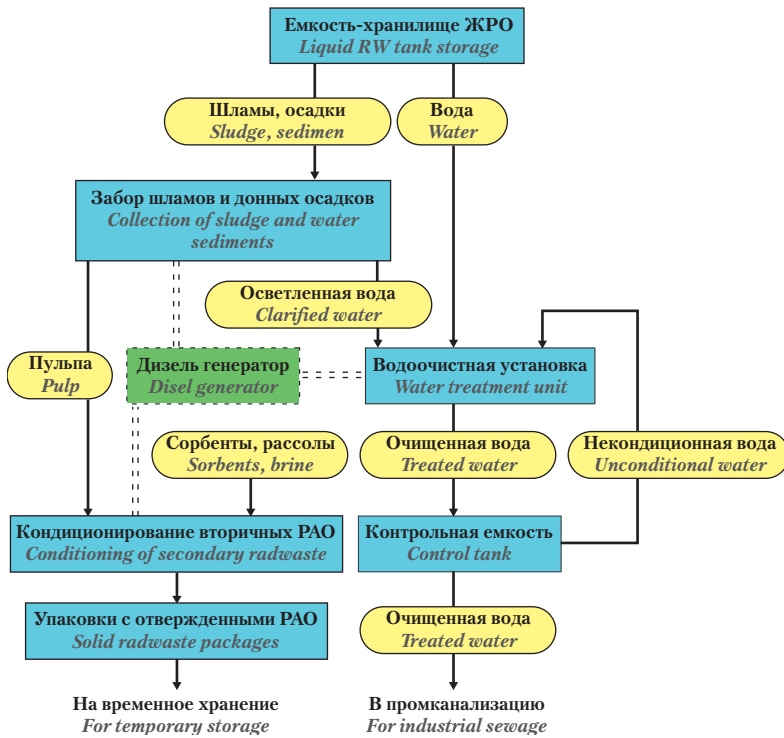 Емкость-хранилище ЖРО
Liquid RW tank storage
Шламы, осадки
Sludge, sedimen
Вода
Water
Забор шламов и донных осадков
Collection of sludge and water
sediments
Осветленная вода
Clarified water
Пульпа
Pulp
Дизель генератор
Disel generator
Водоочистная установка
Water treatment unit
Сорбенты, рассолы
Sorbents, brine
Очищенная вода
Treated water
Некондиционная вода
Unconditional water
Кондиционирование вторичных РАО
Conditioning of secondary radwaste
Контрольная емкость
Control tank
Упаковки с отвержденными РАО
Solid radwaste packages
Очищенная вода
Treated water
На временное хранение
For temporary storage
В промканализацию
For industrial sewage